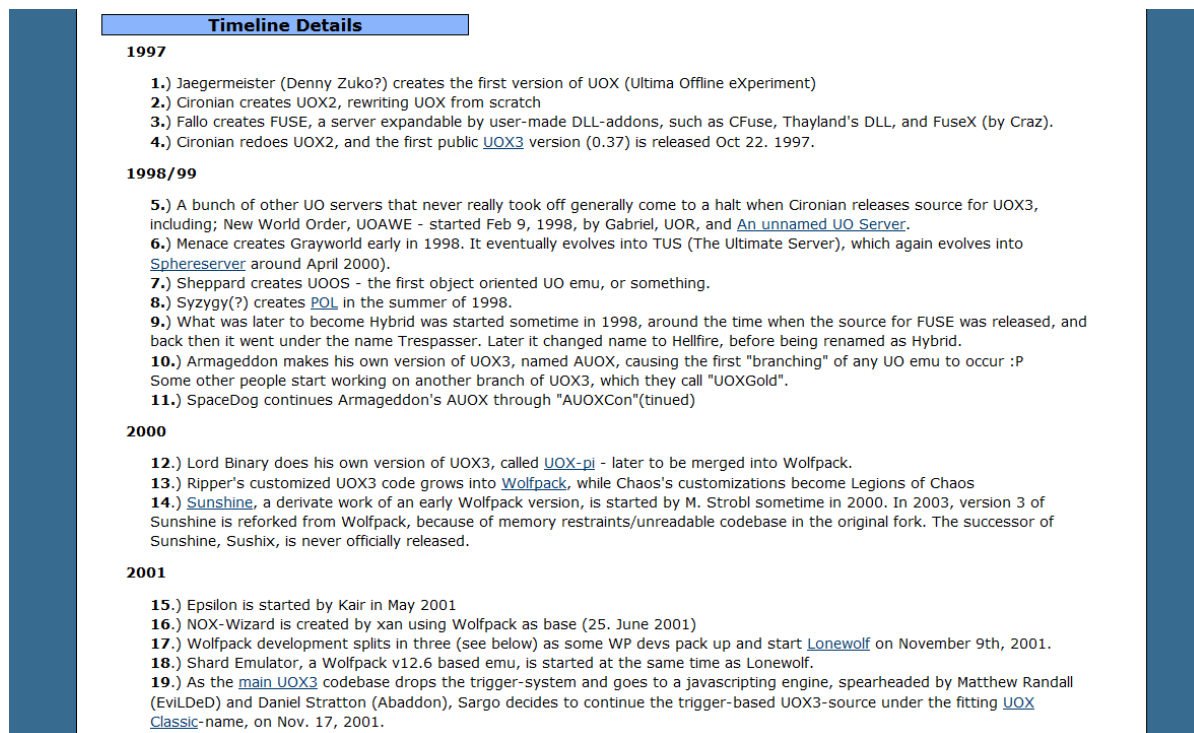 Timeline Details
1997
1.) Jaegermeister (Denny Zuko?) creates the first version of UOX (Ultima Offline eXperiment)
2.) Cironian creates UOX2, rewriting UOX from scratch
3.) Fallo creates FUSE, a server expandable by user-made DLL-addons, such as CFuse, Thayland's DLL, and FuseX (by Craz).
4.) Cironian redoes UOX2, and the first public UOX3 version (0.37) is released Oct 22. 1997.
1998/99
5.) A bunch of other UO servers that never really took off generally come to a halt when Cironian releases source for UOX3,
including; New World Order, UOAWE - started Feb 9, 1998, by Gabriel, UOR, and An unnamed UO Server.
6.) Menace creates Grayworld early in 1998. It eventually evolves into TUS (The Ultimate Server), which again evolves into
Sphereserver around April 2000).
7.) Sheppard creates UOOS - the first object oriented UO emu, or something.
8.) Syzygy(?) creates POL in the summer of 1998.
9.) What was later to become Hybrid was started sometime in 1998, around the time when the source for FUSE was released, and
back then it went under the name Trespasser. Later it changed name to Hellfire, before being renamed as Hybrid.
10.) Armageddon makes his own version of UOX3, named AUOX, causing the first "branching" of any UO emu to occur :P
Some other people start working on another branch of UOX3, which they call "UOXGold".
11.) SpaceDog continues Armageddon's AUOX through "AUOXCon"(tinued)
2000
12.) Lord Binary does his own version of UOX3, called UOX-pi - later to be merged into Wolfpack.
13.) Ripper's customized UOX3 code grows into Wolfpack, while Chaos's customizations become Legions of Chaos
14.) Sunshine, a derivate work of an early Wolfpack version, is started by M. Strobl sometime in 2000. In 2003, version 3 of
Sunshine is reforked from Wolfpack, because of memory restraints/unreadable codebase in the original fork. The successor of
Sunshine, Sushix, is never officially released.
2001
15.) Epsilon is started by Kair in May 2001
16.) NOX-Wizard is created by xan using Wolfpack as base (25. June 2001)
17.) Wolfpack development splits in three (see below) as some WP devs pack up and start Lonewolf on November 9th, 2001.
18.) Shard Emulator, a Wolfpack v12.6 based emu, is started at the same time as Lonewolf.
19.) As the main UOX3 codebase drops the trigger-system and goes to a javascripting engine, spearheaded by Matthew Randall
(EviLDeD) and Daniel Stratton (Abaddon), Sargo decides to continue the trigger-based UOX3-source under the fitting UOX
Classic-name, on Nov. 17, 2001.